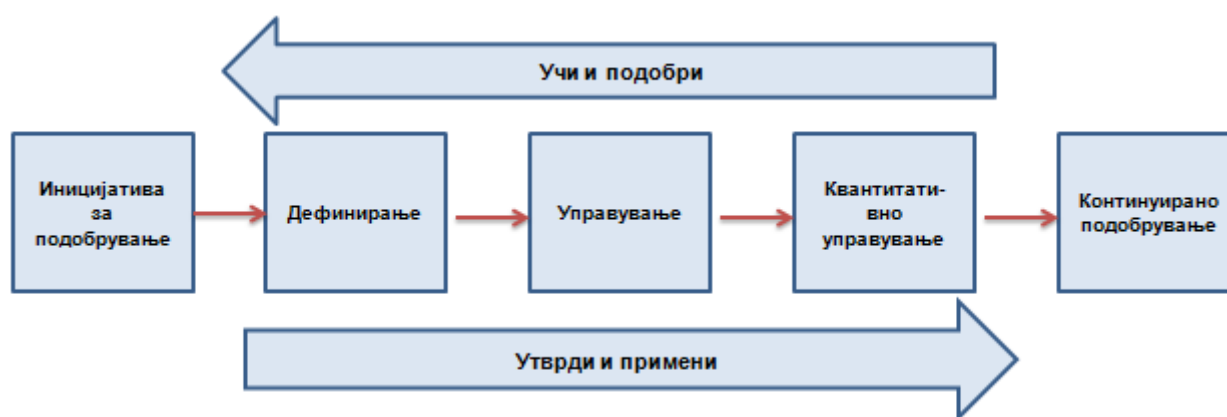 Учи и подобри
Иницијатива
за
подобрување
Дефинирање
Управување
Квантитати-
вно
управување
Континуирано
подобрување
Утврди и примени